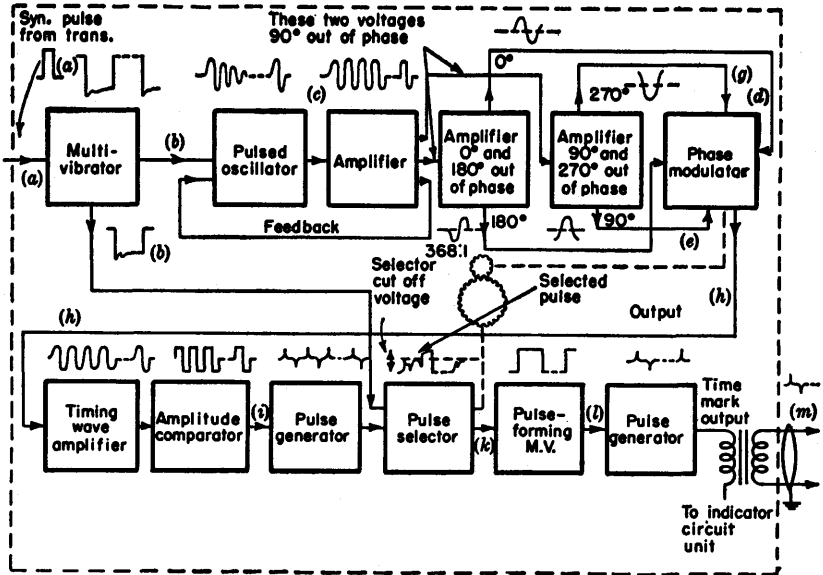 Syn. pulse
from trans.
These two voltages
90° out of phase
(a)
(c)
0°
270°
(g)
(d)
Multi-
vibrator
(b)
Pulsed
oscillator
Amplifier
Amplifier
0° and
180° out
of phase
Amplifier
90° and
270° out
of phase
Phase
modulator
(a)
Feedback
180°
90°
(e)
(b)
368:1
Selector
cut off
voltage
Selected
pulse
(h)
Output
(h)
Timing
wave
amplifier
Amplitude
comparator
(i)
Pulse
generator
Pulse
selector
(k)
Pulse-
forming
M.V.
(l)
Pulse
generator
Time
mark
output
(m)
To indicator
circuit
unit